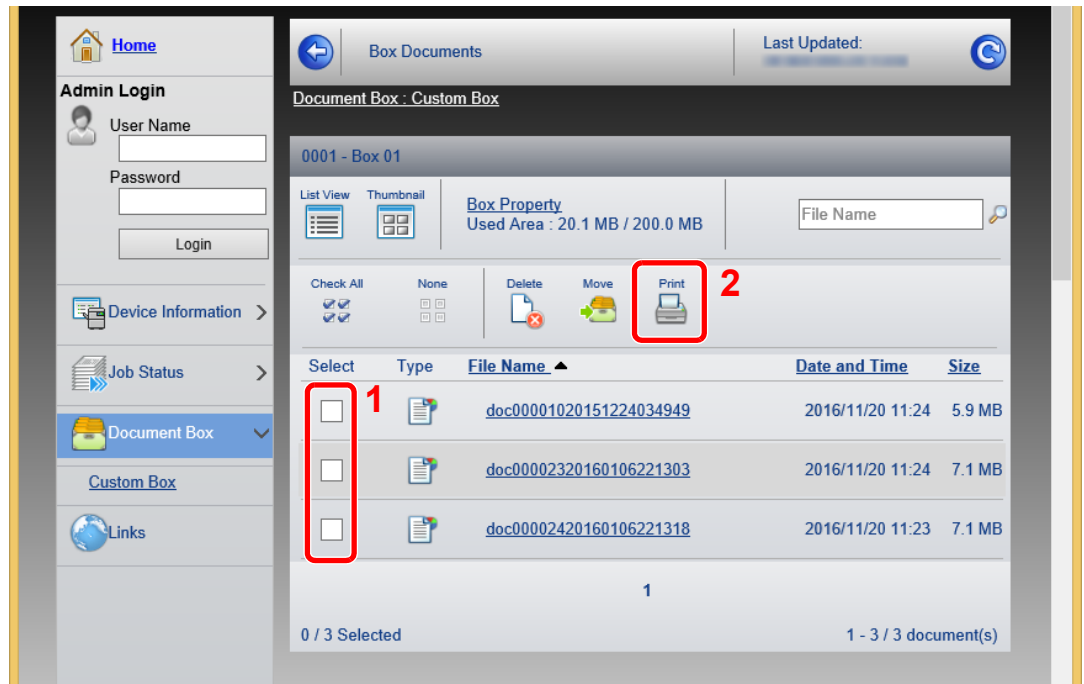 Home
Admin Login
User Name
Password
Login
Device Information
Job Status
Document Box
Custom Box
Links
Box Documents
Last Updated:
Document Box : Custom Box
0001 - Box 01
List View Thumbnail
Box Property
Used Area : 20.1 MB / 200.0 MB
File Name
Check All None Delete Move Print 2
Select Type File Name Date and Time Size
1
doc00001020151224034949 2016/11/20 11:24 5.9 MB
doc00002320160106221303 2016/11/20 11:24 7.1 MB
doc00002420160106221318 2016/11/20 11:23 7.1 MB
1
0 / 3 Selected 1 - 3 / 3 document(s)